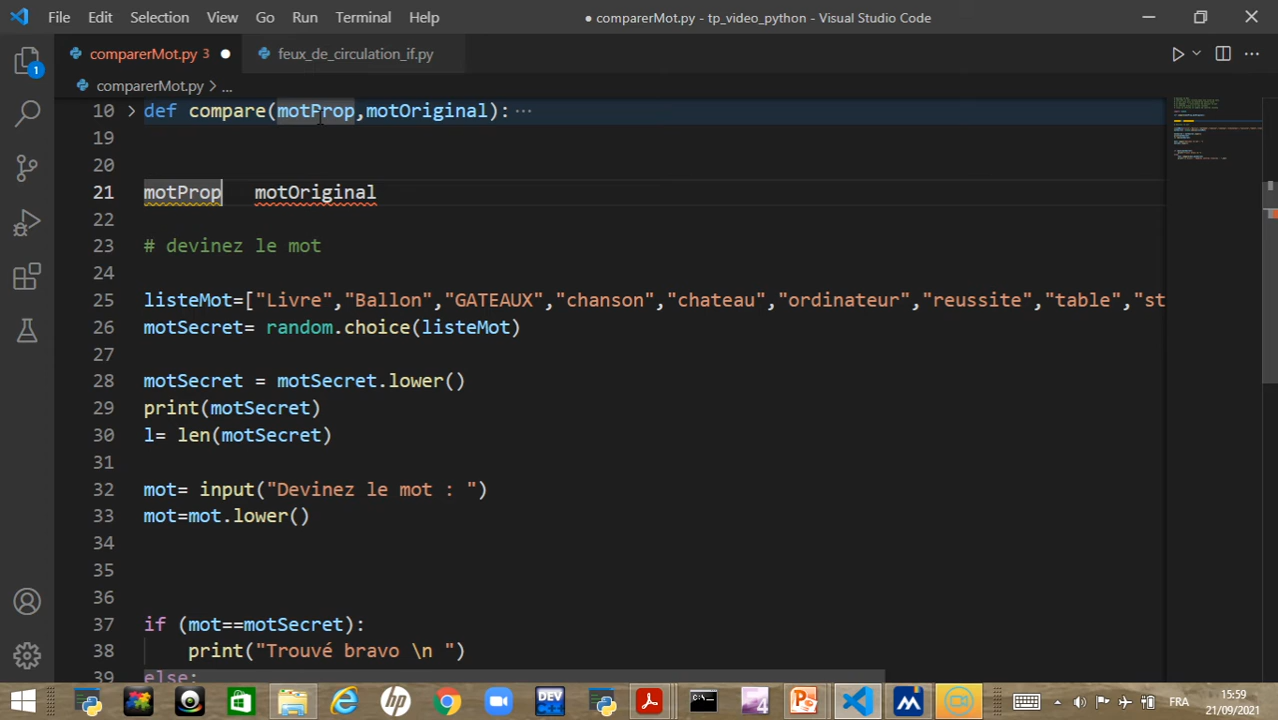 File Edit Selection View Go Run Terminal Help ● comparerMot.py - tp_video_python - Visual Studio Code
comparerMot.py 3 ● feux_de_circulation_if.py
comparerMot.py > ...
10 > def compare(motProp,motOriginal): ...
19
20
21 motProp   motOriginal
22
23 # devinez le mot
24
25 listeMot=["Livre","Ballon","GATEAUX","chanson","chateau","ordinateur","reussite","table","st
26 motSecret= random.choice(listeMot)
27
28 motSecret = motSecret.lower()
29 print(motSecret)
30 l= len(motSecret)
31
32 mot= input("Devinez le mot : ")
33 mot=mot.lower()
34
35
36
37 if (mot==motSecret):
38 print("Trouvé bravo \n ")
39 else:
1
hp DEV 4 FRA 15:59
21/09/2021